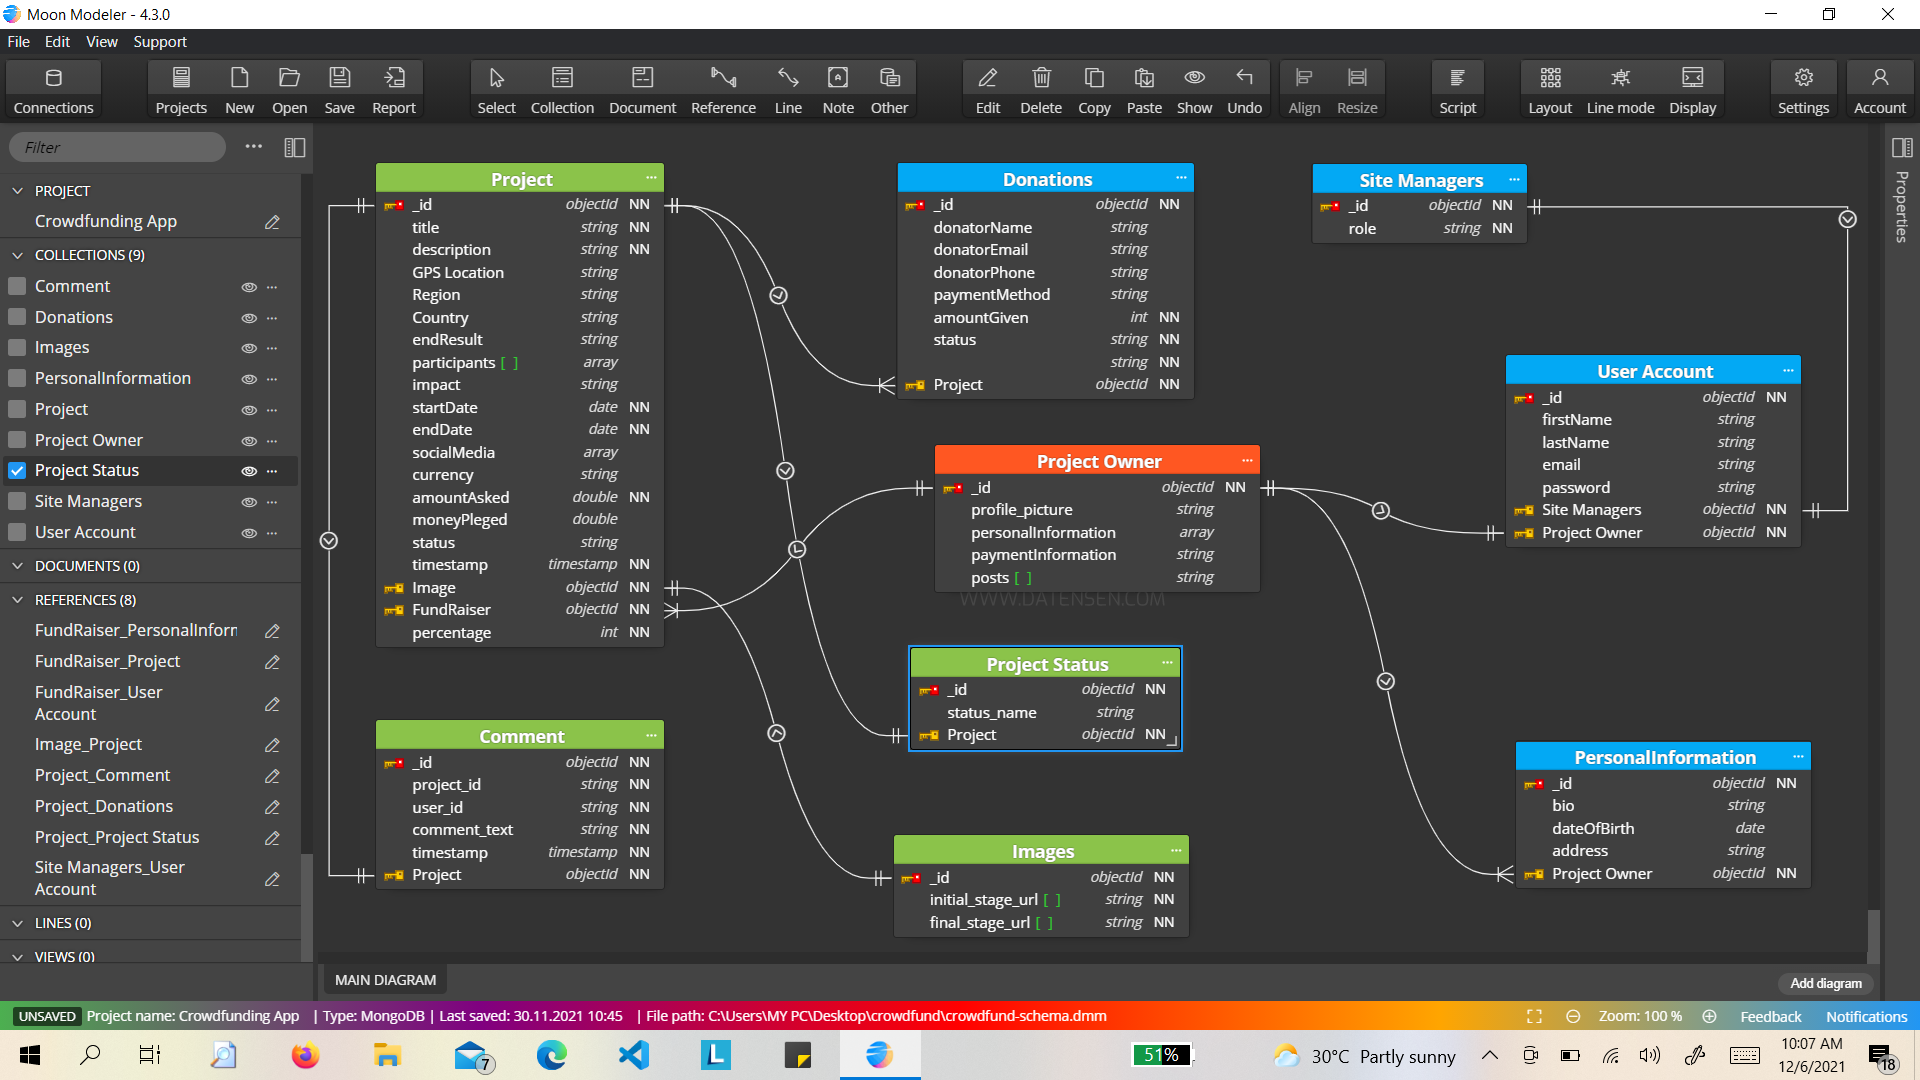 Moon Modeler - 4.3.0
File Edit View Support
Connections Projects New Open Save Report Select Collection Document Reference Line Note Other Edit Delete Copy Paste Show Undo Align Resize Script Layout Line mode Display Settings Account
Filter
PROJECT
Crowdfunding App
COLLECTIONS (9)
Comment
Donations
Images
PersonalInformation
Project
Project Owner
Project Status
Site Managers
User Account
DOCUMENTS (0)
REFERENCES (8)
FundRaiser_PersonalInforn
FundRaiser_Project
FundRaiser_User
Account
Image_Project
Project_Comment
Project_Donations
Project_Project Status
Site Managers_User
Account
LINES (0)
VIEWS (0)
Project
_id objectId NN
title string NN
description string NN
GPS Location string
Region string
Country string
endResult string
participants [ ] array
impact string
startDate date NN
endDate date NN
socialMedia array
currency string
amountAsked double NN
moneyPleged double
status string
timestamp timestamp NN
Image objectId NN
FundRaiser objectId NN
percentage int NN
Comment
_id objectId NN
project_id string NN
user_id string NN
comment_text string NN
timestamp timestamp NN
Project objectId NN
Donations
_id objectId NN
donatorName string
donatorEmail string
donatorPhone string
paymentMethod string
amountGiven int NN
status string NN
string NN
Project objectId NN
Project Owner
_id objectId NN
profile_picture string
personalInformation array
paymentInformation string
posts [ ] string
WWW.DATENSEN.COM
Project Status
_id objectId NN
status_name string
Project objectId NN
Images
_id objectId NN
initial_stage_url [ ] string NN
final_stage_url [ ] string NN
Site Managers
_id objectId NN
role string NN
User Account
_id objectId NN
firstName string
lastName string
email string
password string
Site Managers objectId NN
Project Owner objectId NN
PersonalInformation
_id objectId NN
bio string
dateOfBirth date
address string
Project Owner objectId NN
Properties
MAIN DIAGRAM
Add diagram
UNSAVED Project name: Crowdfunding App | Type: MongoDB | Last saved: 30.11.2021 10:45 | File path: C:\Users\MY PC\Desktop\crowdfund\crowdfund-schema.dmm Zoom: 100 % Feedback Notifications
7
L
51%
30°C Partly sunny
10:07 AM
12/6/2021
18